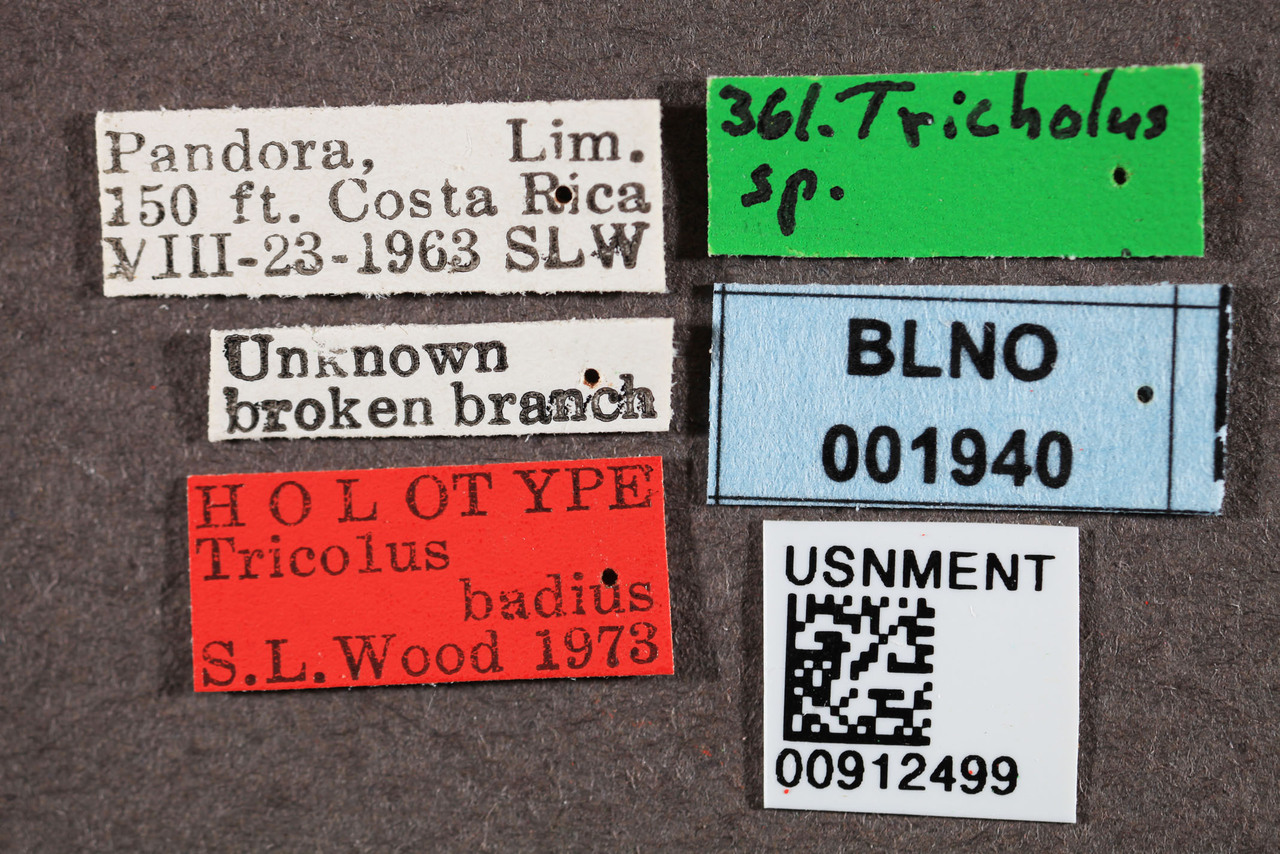 Pandora, Lim.
150 ft. Costa Rica
VIII-23-1963 SLW
Unknown
broken branch
HOLOTYPE
Tricolus
badius
S.L.Wood 1973
361. Tricholus
sp.
BLNO
001940
USNMENT
00912499